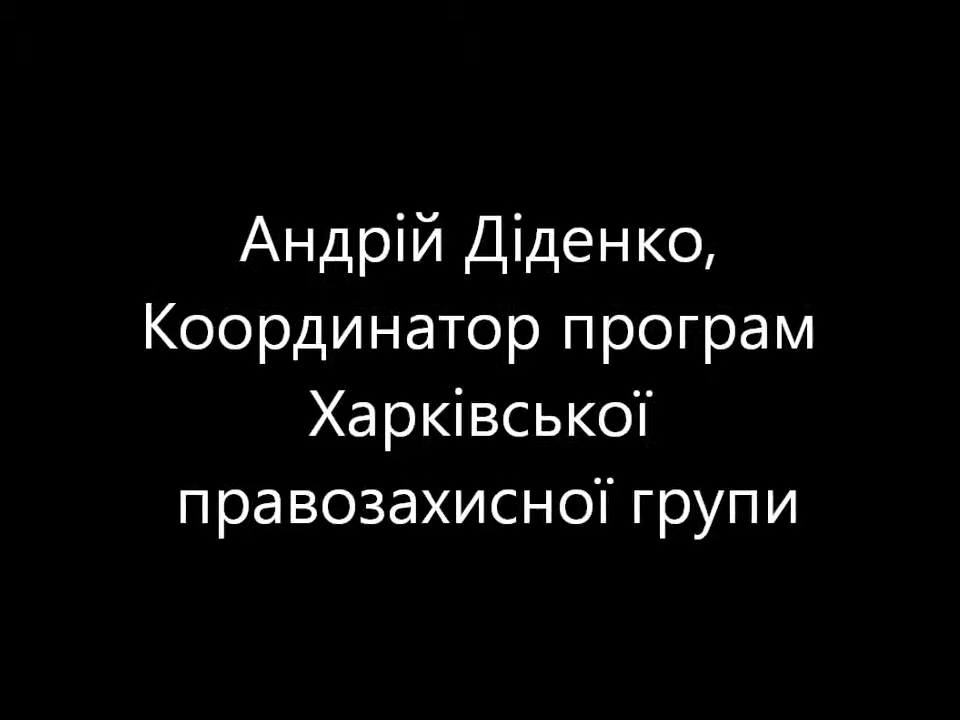 Андрій Діденко,
Координатор програм
Харківської
правозахисної групи